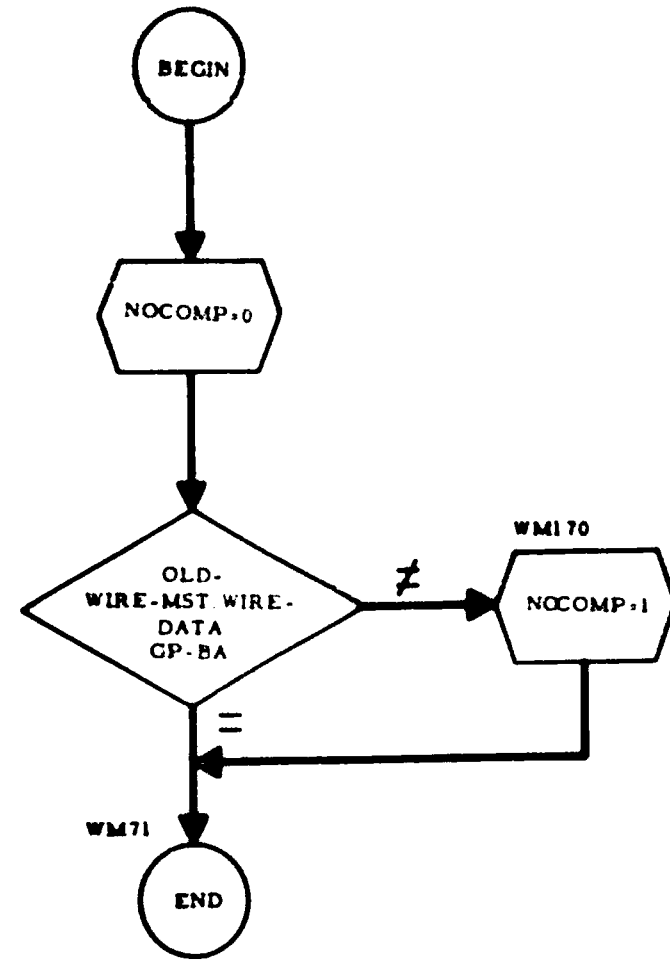 BEGIN
NOCOMP=0
OLD-
WIRE-MST.WIRE-
DATA
GP-BA
≠
WM170
NOCOMP=1
=
WM71
END